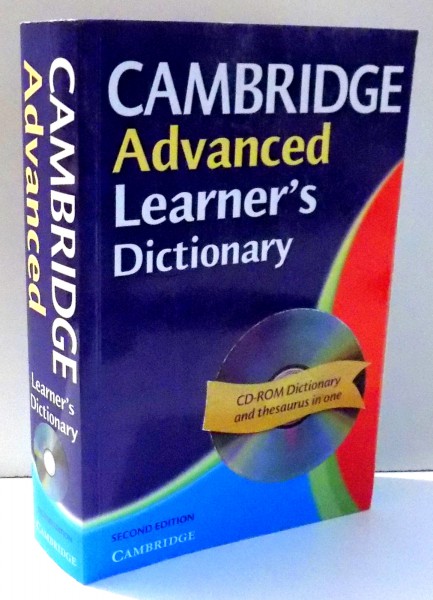 CAMBRIDGE
Advanced
Learner's
Dictionary
CD-ROM Dictionary
and thesaurus in one
SECOND EDITION
CAMBRIDGE
CAMBRIDGE
Advanced
Learner's
Dictionary
CAMBRIDGE